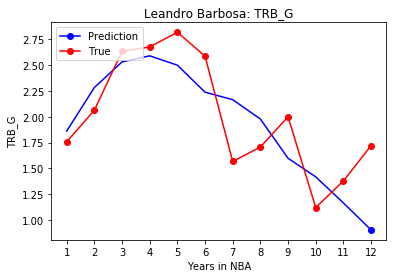 Leandro Barbosa: TRB_G
Prediction
True
2.75
2.50
2.25
2.00
1.75
1.50
1.25
1.00
TRB_G
1 2 3 4 5 6 7 8 9 10 11 12
Years in NBA